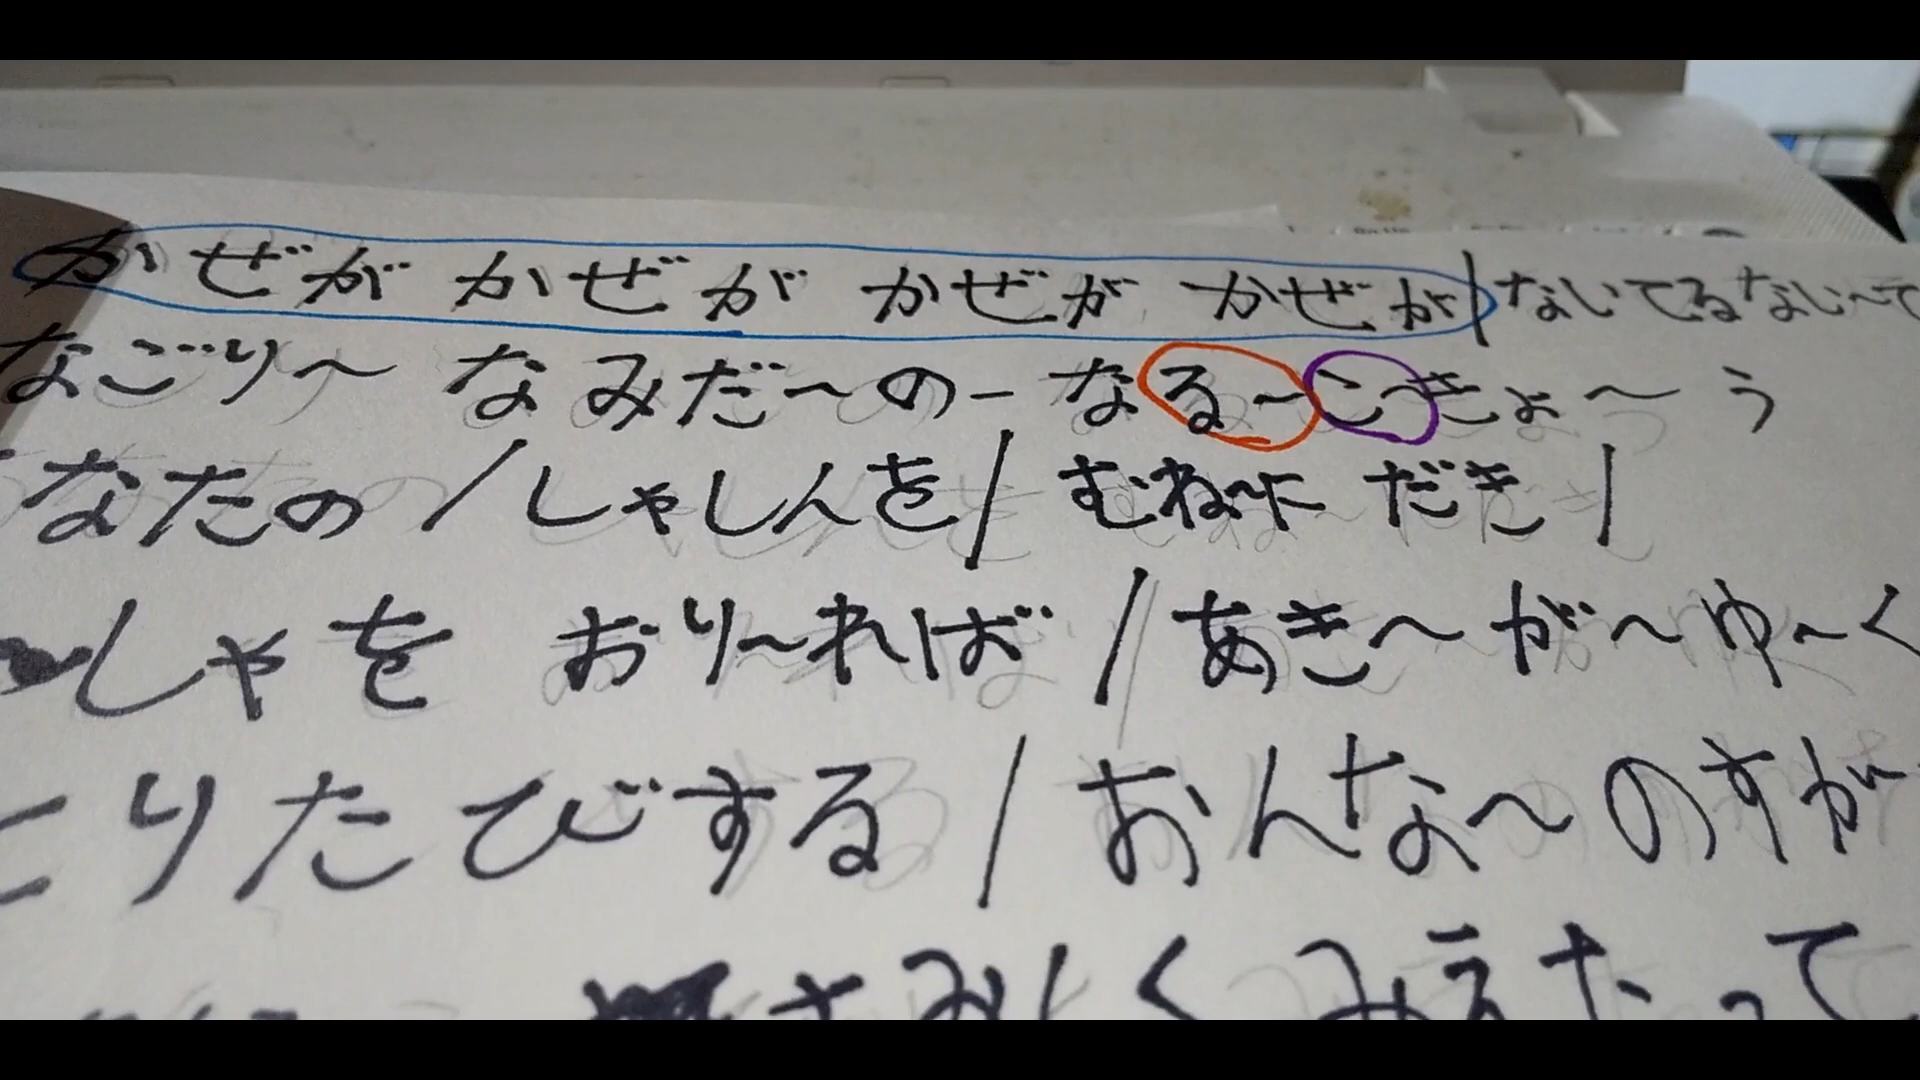 かぜが かぜが かぜが かぜが/ないてるない〜て
なごり〜 なみだ〜の- なる〜こきょ〜う
なたの/しゃしんを/むね〜に だき/
しゃを おり〜れば/あき〜が〜ゆ〜く
とりたびする/おんな〜のすが
さみしくみえたって